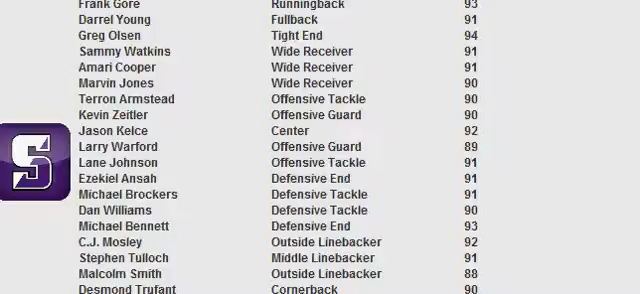 Frank Gore Runningback 93
Darrel Young Fullback 91
Greg Olsen Tight End 94
Sammy Watkins Wide Receiver 91
Amari Cooper Wide Receiver 91
Marvin Jones Wide Receiver 90
Terron Armstead Offensive Tackle 90
Kevin Zeitler Offensive Guard 90
Jason Kelce Center 92
Larry Warford Offensive Guard 89
Lane Johnson Offensive Tackle 91
Ezekiel Ansah Defensive End 91
Michael Brockers Defensive Tackle 91
Dan Williams Defensive Tackle 90
Michael Bennett Defensive End 93
C.J. Mosley Outside Linebacker 92
Stephen Tulloch Middle Linebacker 91
Malcolm Smith Outside Linebacker 88
Desmond Trufant Cornerback 90
S